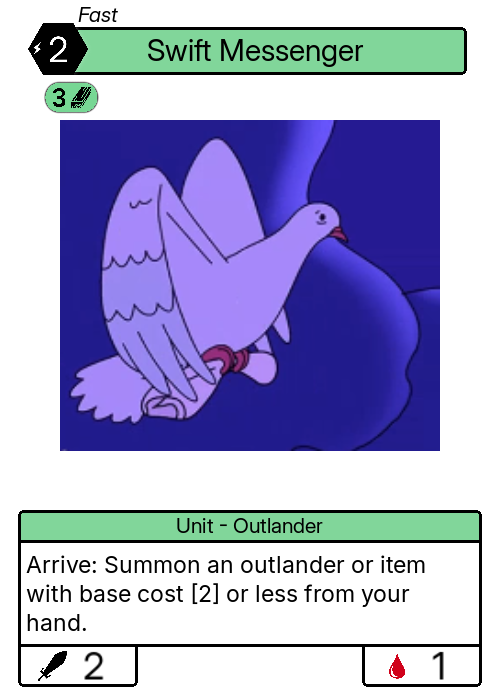 Fast
2 Swift Messenger
3
Unit - Outlander
Arrive: Summon an outlander or item
with base cost [2] or less from your
hand.
2 1